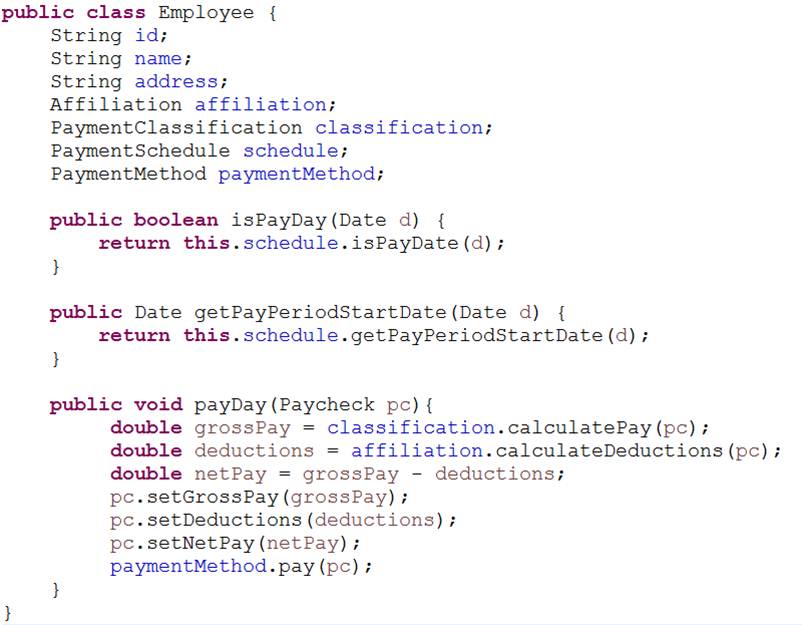 public class Employee {
    String id;
    String name;
    String address;
    Affiliation affiliation;
    PaymentClassification classification;
    PaymentSchedule schedule;
    PaymentMethod paymentMethod;

    public boolean isPayDay(Date d) {
        return this.schedule.isPayDate(d);
    }

    public Date getPayPeriodStartDate(Date d) {
        return this.schedule.getPayPeriodStartDate(d);
    }

    public void payDay(Paycheck pc){
         double grossPay = classification.calculatePay(pc);
         double deductions = affiliation.calculateDeductions(pc);
         double netPay = grossPay - deductions;
         pc.setGrossPay(grossPay);
         pc.setDeductions(deductions);
         pc.setNetPay(netPay);
         paymentMethod.pay(pc);
    }
}